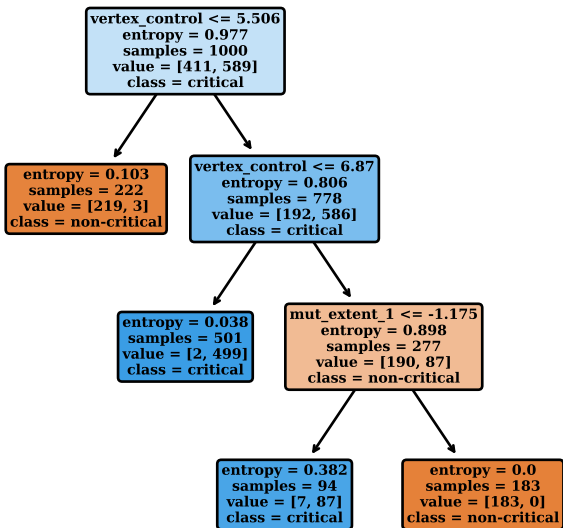 vertex_control <= 5.506
entropy = 0.977
samples = 1000
value = [411, 589]
class = critical
entropy = 0.103
samples = 222
value = [219, 3]
class = non-critical
vertex_control <= 6.87
entropy = 0.806
samples = 778
value = [192, 586]
class = critical
entropy = 0.038
samples = 501
value = [2, 499]
class = critical
mut_extent_1 <= -1.175
entropy = 0.898
samples = 277
value = [190, 87]
class = non-critical
entropy = 0.382
samples = 94
value = [7, 87]
class = critical
entropy = 0.0
samples = 183
value = [183, 0]
class = non-critical